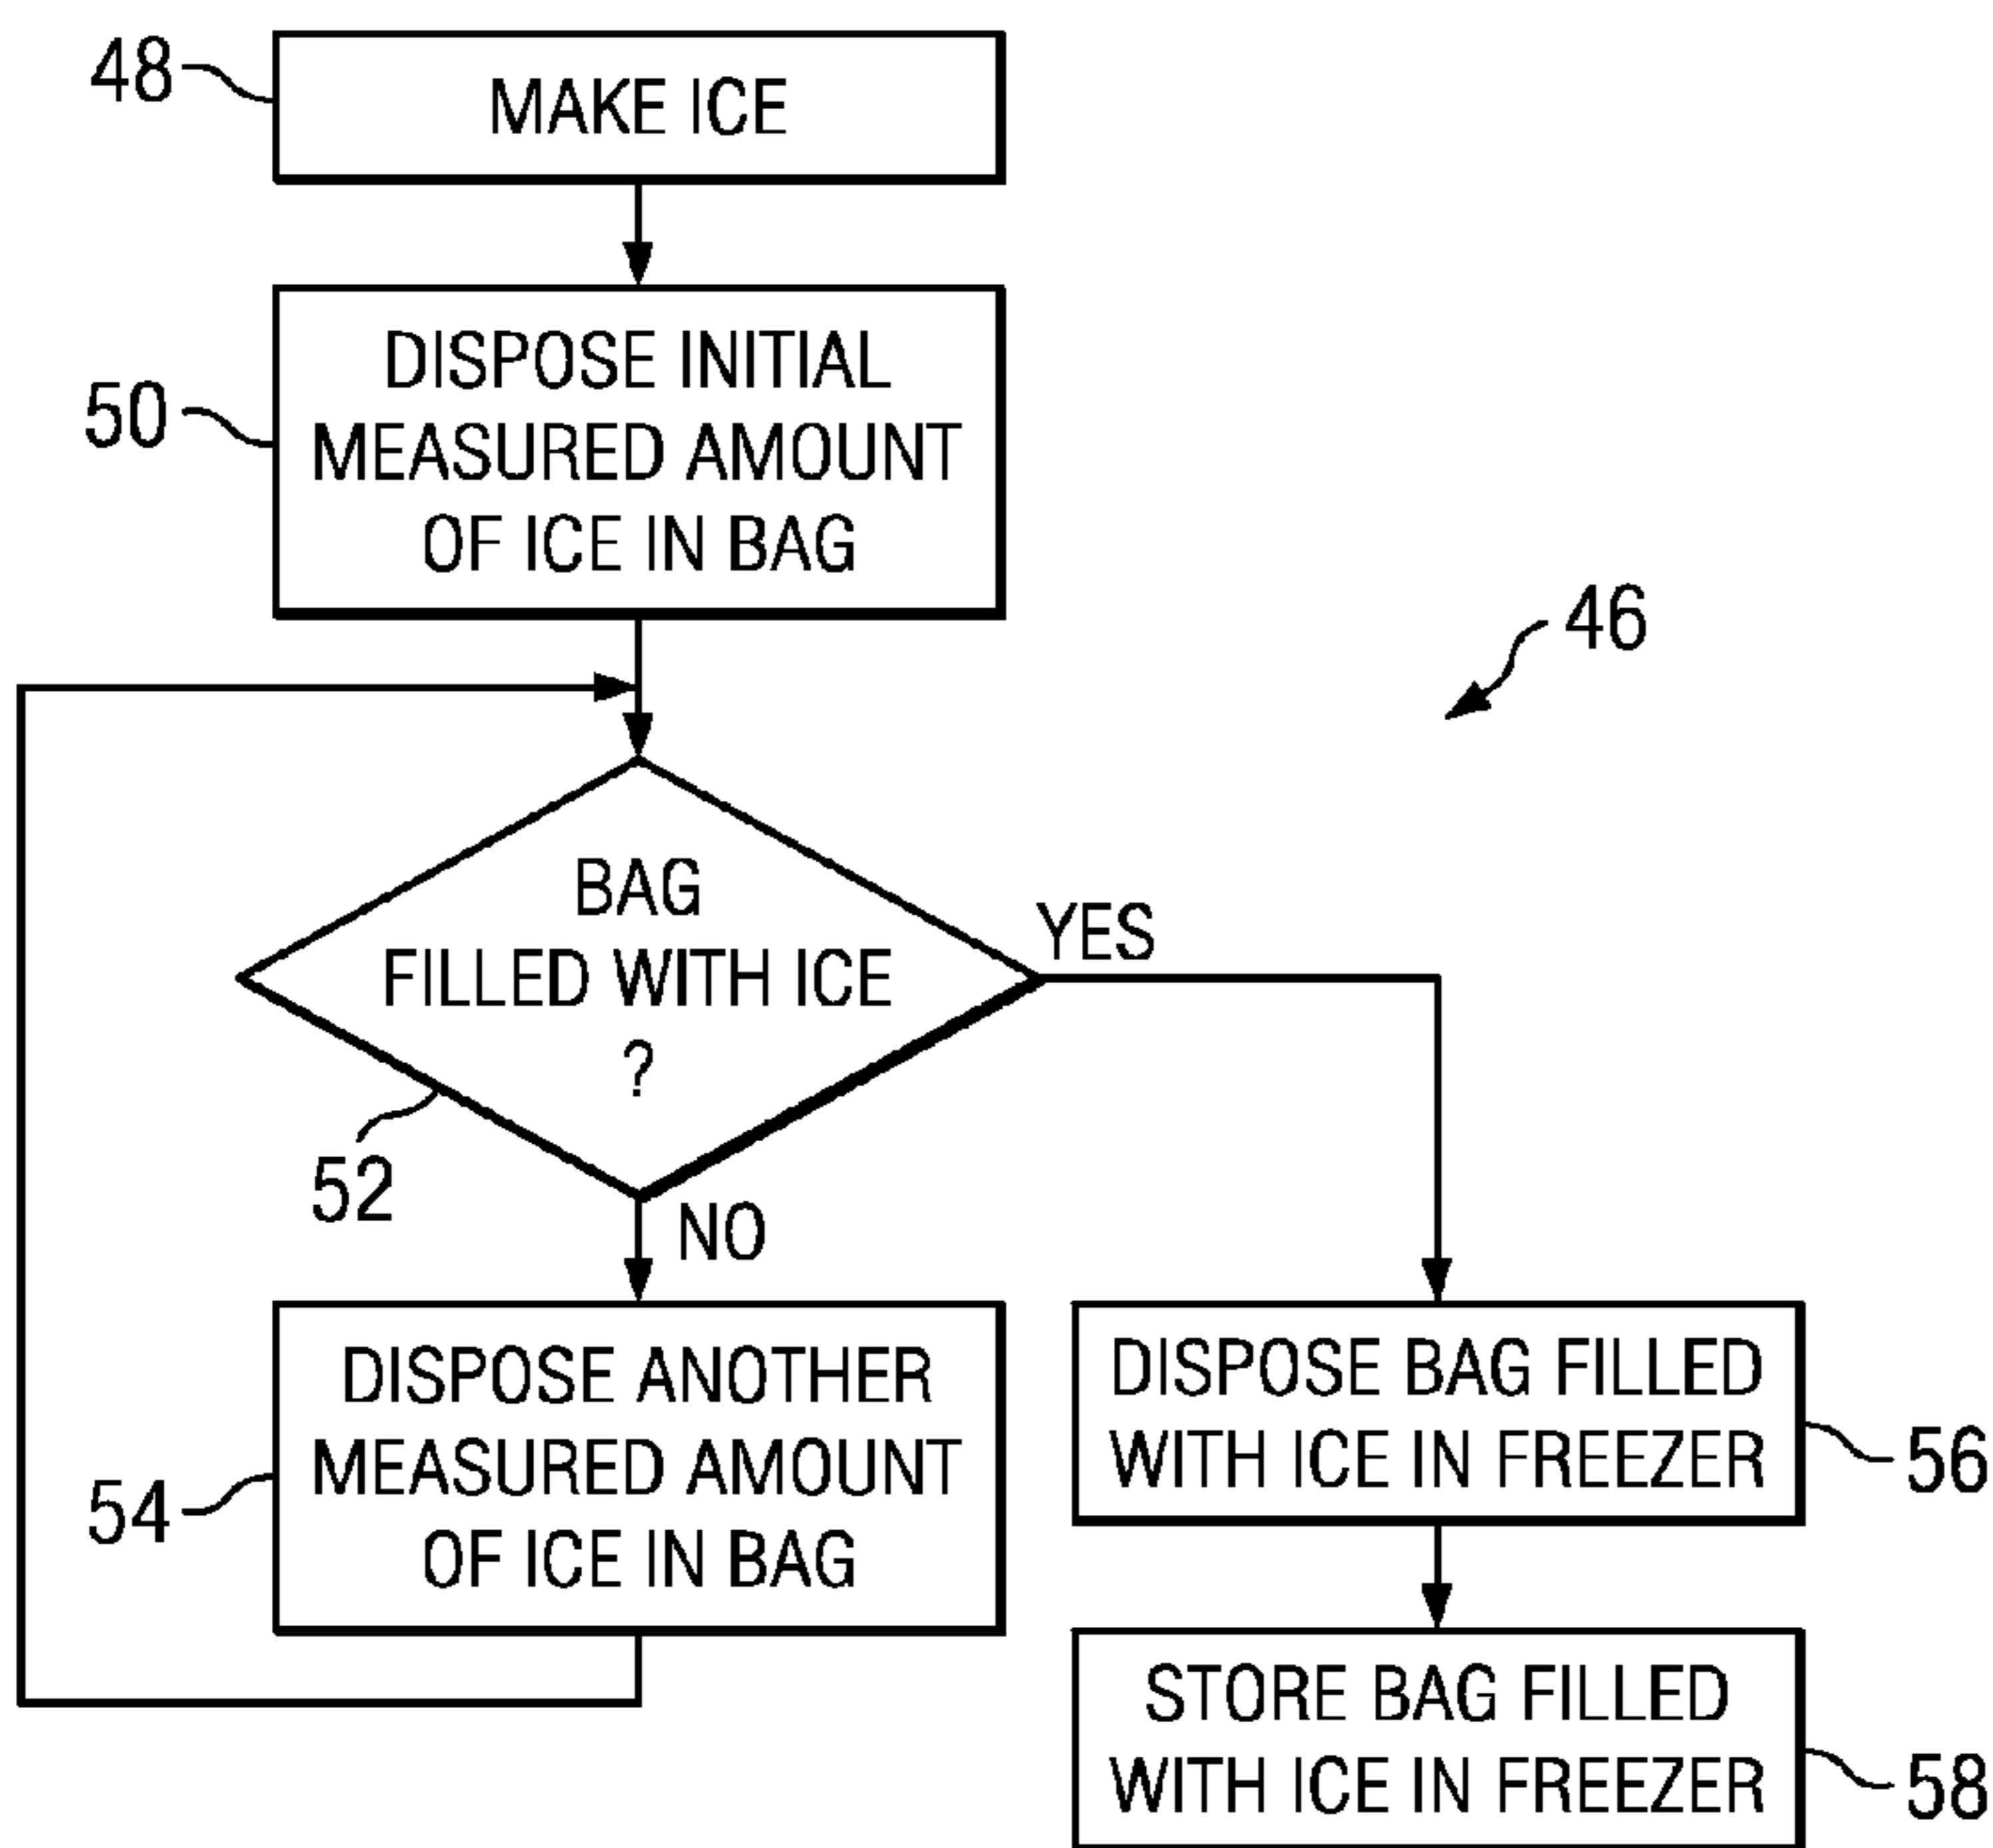 48
MAKE ICE
50
DISPOSE INITIAL
MEASURED AMOUNT
OF ICE IN BAG
46
BAG
FILLED WITH ICE
?
YES
52
NO
54
DISPOSE ANOTHER
MEASURED AMOUNT
OF ICE IN BAG
DISPOSE BAG FILLED
WITH ICE IN FREEZER
56
STORE BAG FILLED
WITH ICE IN FREEZER
58